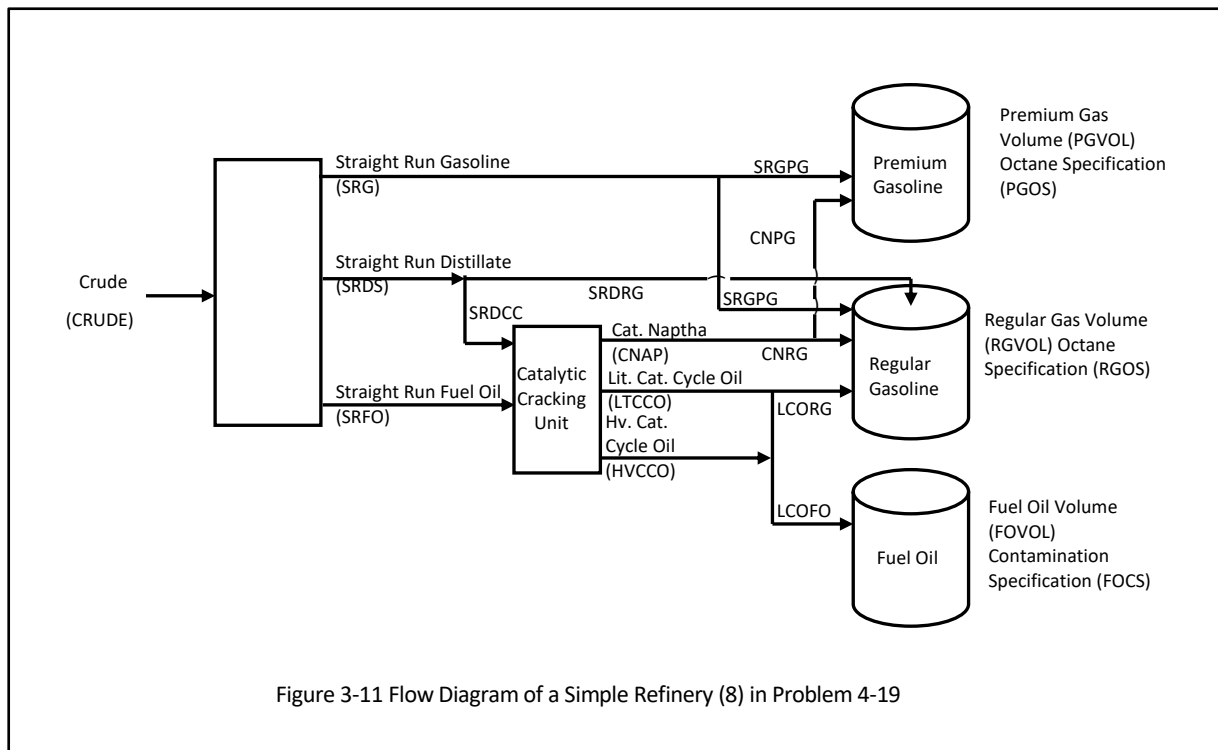 Straight Run Gasoline
(SRG)
SRGPG
Premium
Gasoline
Premium Gas
Volume (PGVOL)
Octane Specification
(PGOS)
CNPG
Crude
(CRUDE)
Straight Run Distillate
(SRDS)
SRDRG
SRGPG
SRDCC
Cat. Naptha
(CNAP)
CNRG
Regular
Gasoline
Regular Gas Volume
(RGVOL) Octane
Specification (RGOS)
Catalytic
Cracking
Unit
Lit. Cat. Cycle Oil
(LTCCO)
LCORG
Straight Run Fuel Oil
(SRFO)
Hv. Cat.
Cycle Oil
(HVCCO)
LCOFO
Fuel Oil
Fuel Oil Volume
(FOVOL)
Contamination
Specification (FOCS)
Figure 3-11 Flow Diagram of a Simple Refinery (8) in Problem 4-19